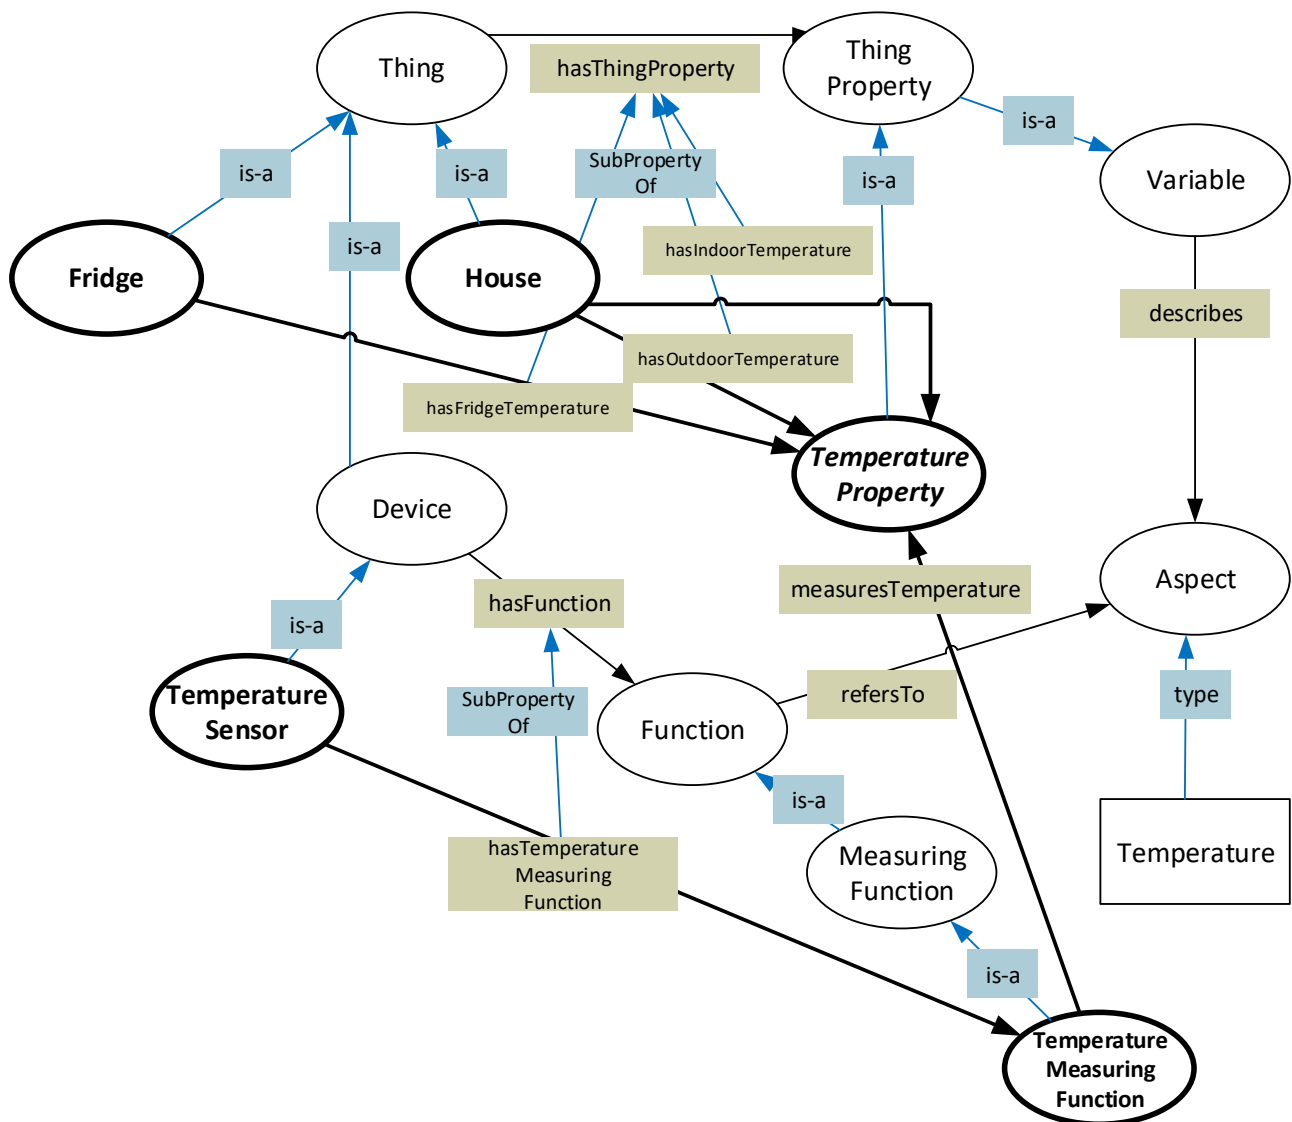 Thing
hasThingProperty
Thing
Property
is-a
is-a
is-a
SubProperty
Of
is-a
Variable
is-a
Fridge
House
hasIndoorTemperature
describes
hasOutdoorTemperature
hasFridgeTemperature
Temperature
Property
Device
hasFunction
measuresTemperature
Aspect
is-a
Temperature
Sensor
SubProperty
Of
Function
refersTo
type
is-a
hasTemperature
Measuring
Function
Measuring
Function
Temperature
is-a
Temperature
Measuring
Function